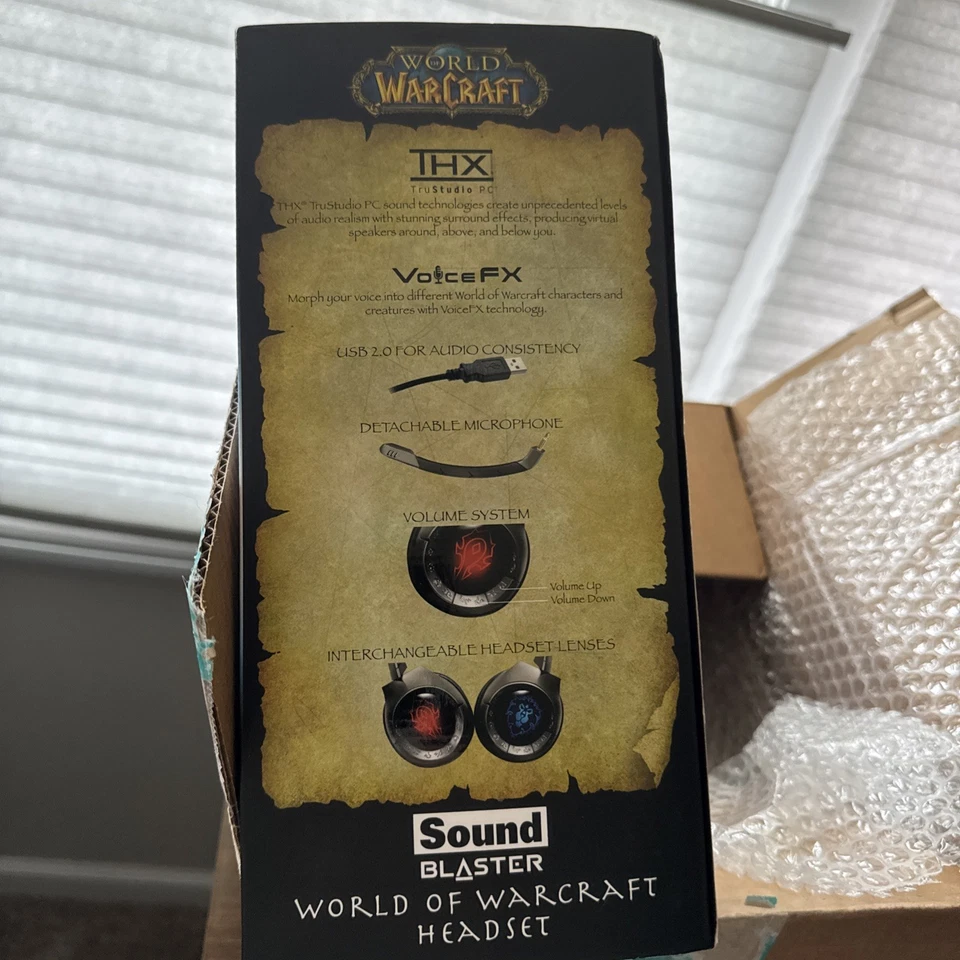 WORLD
OF
WARCRAFT
THX
TruStudio PC
THX™ TruStudio PC sound technologies create unprecedented levels
of audio realism with stunning surround effects, producing virtual
speakers around, above, and below you.
VoiceFX
Morph your voice into different World of Warcraft characters and
creatures with VoiceFX technology.
USB 2.0 FOR AUDIO CONSISTENCY
DETACHABLE MICROPHONE
VOLUME SYSTEM
Volume Up
Volume Down
INTERCHANGEABLE HEADSET LENSES
Sound
BLASTER
WORLD OF WARCRAFT
HEADSET